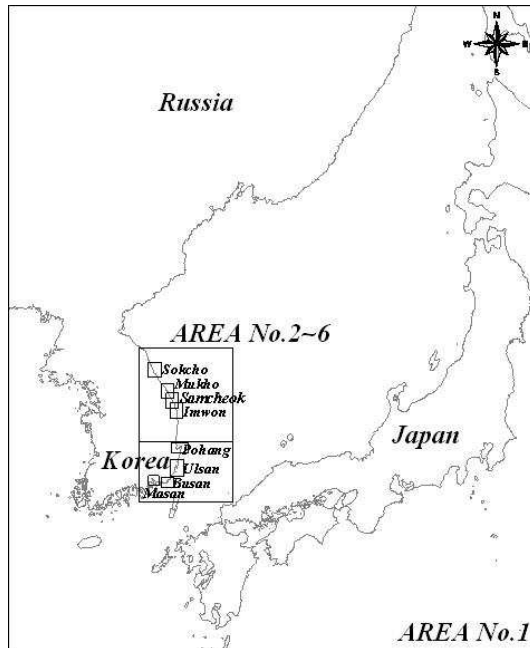 N
W E
S
Russia
AREA No.2~6
Sokcho
Mukho
Samcheok
Imwon
Japan
Pohang
Korea
Ulsan
Busan
Masan
AREA No.1